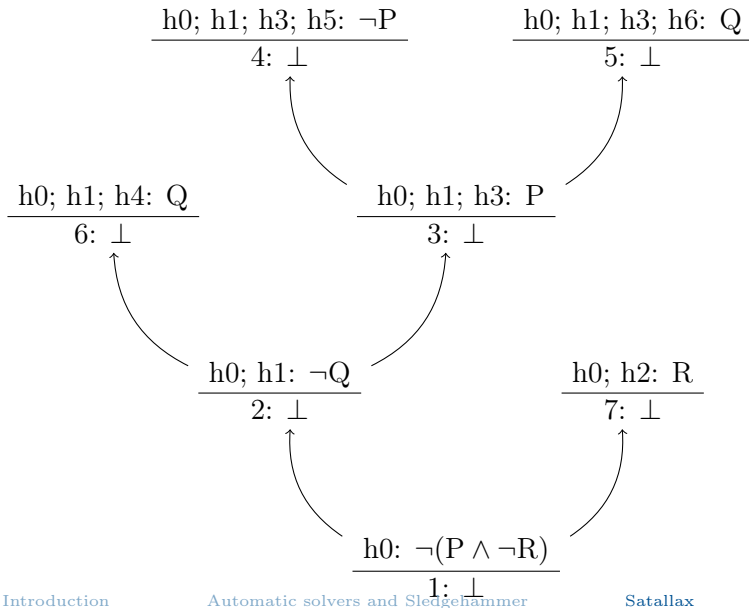 h0; h1; h3; h5: ¬P
4: ⊥
h0; h1; h3; h6: Q
5: ⊥
h0; h1; h4: Q
6: ⊥
h0; h1; h3: P
3: ⊥
h0; h1: ¬Q
2: ⊥
h0; h2: R
7: ⊥
h0: ¬(P ∧ ¬R)
1: ⊥
Introduction
Automatic solvers and Sledgehammer
Satallax